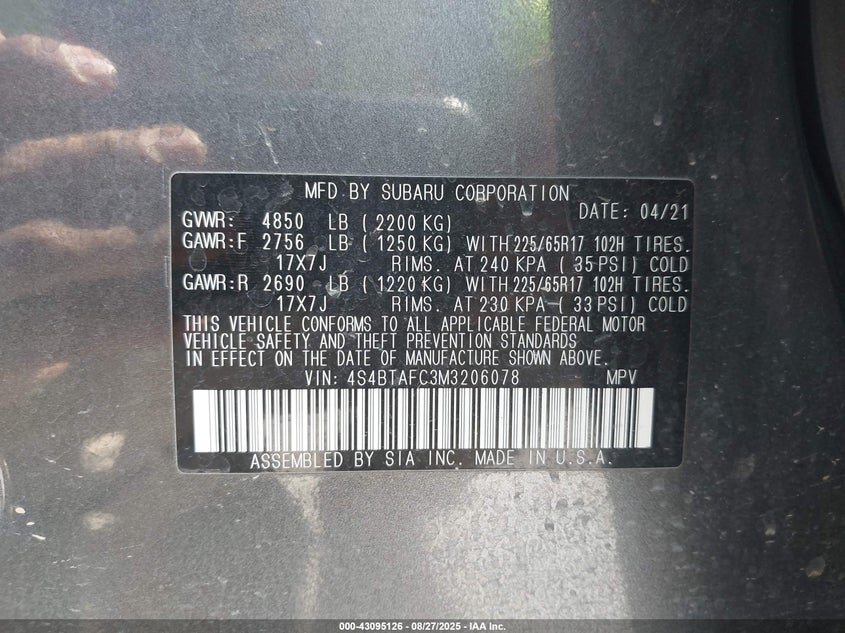 MFD BY SUBARU CORPORATION
DATE: 04/21
GVWR: 4850 LB ( 2200 KG)
GAWR:F 2756 LB ( 1250 KG) WITH 225/65R17 102H TIRES.
17X7J RIMS. AT 240 KPA ( 35 PSI) COLD
GAWR:R 2690 LB ( 1220 KG) WITH 225/65R17 102H TIRES.
17X7J RIMS. AT 230 KPA ( 33 PSI) COLD
THIS VEHICLE CONFORMS TO ALL APPLICABLE FEDERAL MOTOR
VEHICLE SAFETY AND THEFT PREVENTION STANDARDS
IN EFFECT ON THE DATE OF MANUFACTURE SHOWN ABOVE.
VIN: 4S4BTAFC3M3206078 MPV
ASSEMBLED BY SIA INC. MADE IN U.S.A.
000-43095126 - 08/27/2025 - IAA Inc.